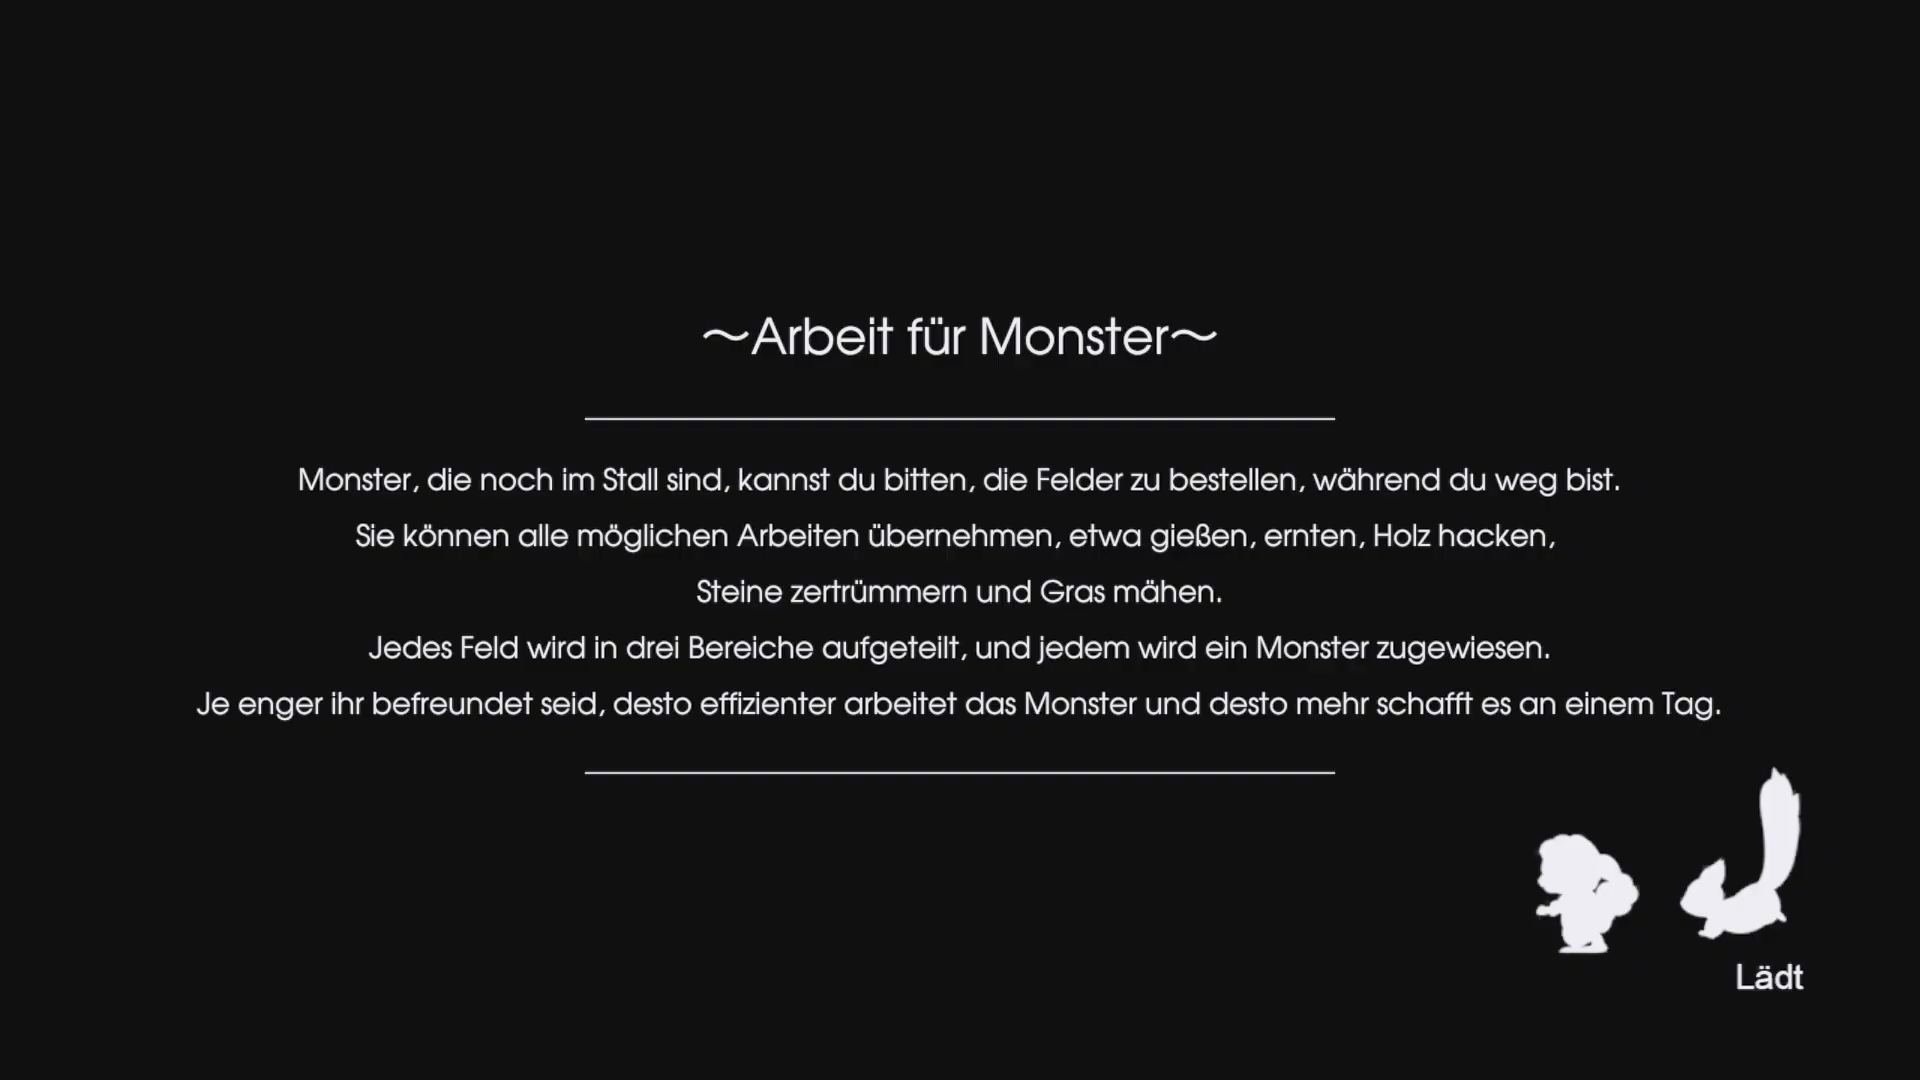 ～Arbeit für Monster～
Monster, die noch im Stall sind, kannst du bitten, die Felder zu bestellen, während du weg bist.
Sie können alle möglichen Arbeiten übernehmen, etwa gießen, ernten, Holz hacken,
Steine zertrümmern und Gras mähen.
Jedes Feld wird in drei Bereiche aufgeteilt, und jedem wird ein Monster zugewiesen.
Je enger ihr befreundet seid, desto effizienter arbeitet das Monster und desto mehr schafft es an einem Tag.
Lädt